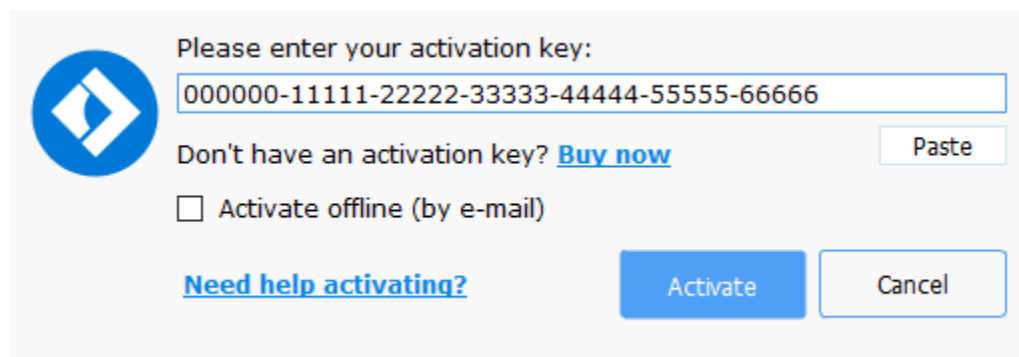 Please enter your activation key:
000000-11111-22222-33333-44444-55555-66666
Don't have an activation key? Buy now
Paste
Activate offline (by e-mail)
Need help activating?
Activate
Cancel